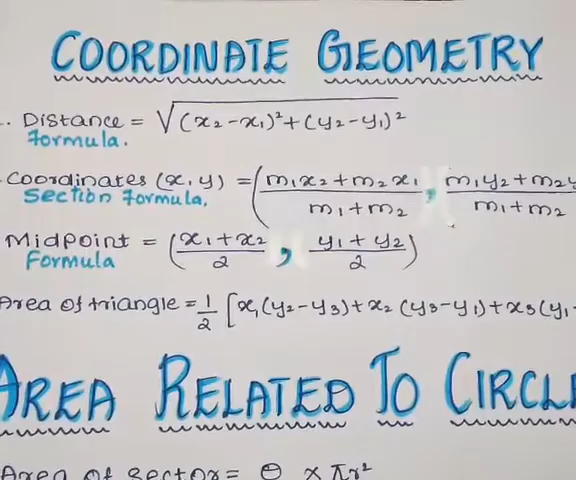 COORDINATE GEOMETRY
Distance = √(x₂-x₁)²+(y₂-y₁)²
Formula.
Coordinates (x,y) = (m₁x₂+m₂x₁/m₁+m₂, m₁y₂+m₂y/m₁+m₂
Section Formula.
Midpoint = (x₁+x₂/2, y₁+y₂/2)
Formula
Area of triangle = 1/2 [x₁(y₂-y₃)+x₂(y₃-y₁)+x₃(y₁-
AREA RELATED TO CIRCLE
Area of sector = θ × πr²